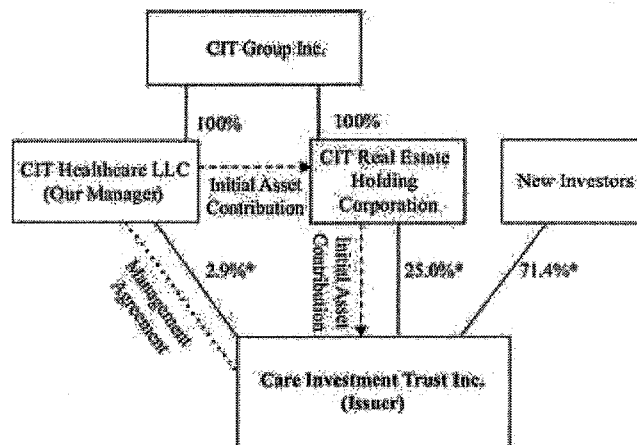 CIT Group Inc.
100%
100%
CIT Healthcare LLC
(Our Manager)
Initial Asset
Contribution
CIT Real Estate
Holding
Corporation
New Investors
Management
Agreement
2.9%*
Initial Asset
Contribution
25.0%*
71.4%*
Care Investment Trust Inc.
(Issuer)